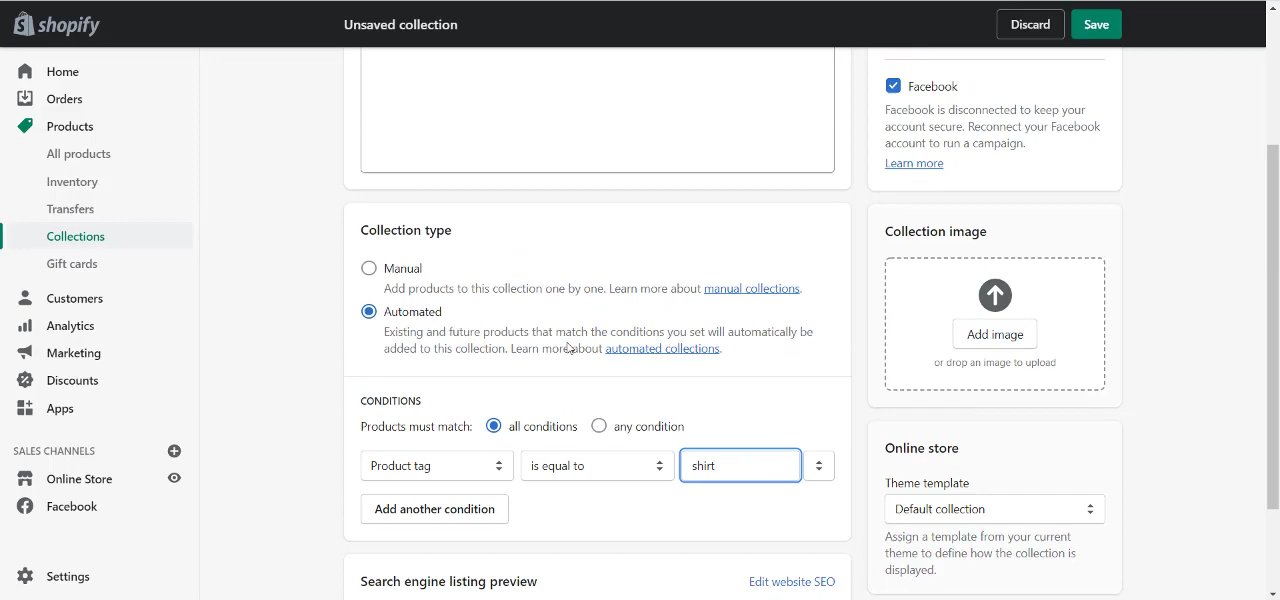 shopify
Unsaved collection
Discard
Save
Home
Orders
Products
All products
Inventory
Transfers
Collections
Gift cards
Customers
Analytics
Marketing
Discounts
Apps
SALES CHANNELS
Online Store
Facebook
Settings
Collection type
Manual
Add products to this collection one by one. Learn more about manual collections.
Automated
Existing and future products that match the conditions you set will automatically be
added to this collection. Learn more about automated collections.
CONDITIONS
Products must match: all conditions any condition
Product tag is equal to shirt
Add another condition
Search engine listing preview
Edit website SEO
Facebook
Facebook is disconnected to keep your
account secure. Reconnect your Facebook
account to run a campaign.
Learn more
Collection image
Add image
or drop an image to upload
Online store
Theme template
Default collection
Assign a template from your current
theme to define how the collection is
displayed.